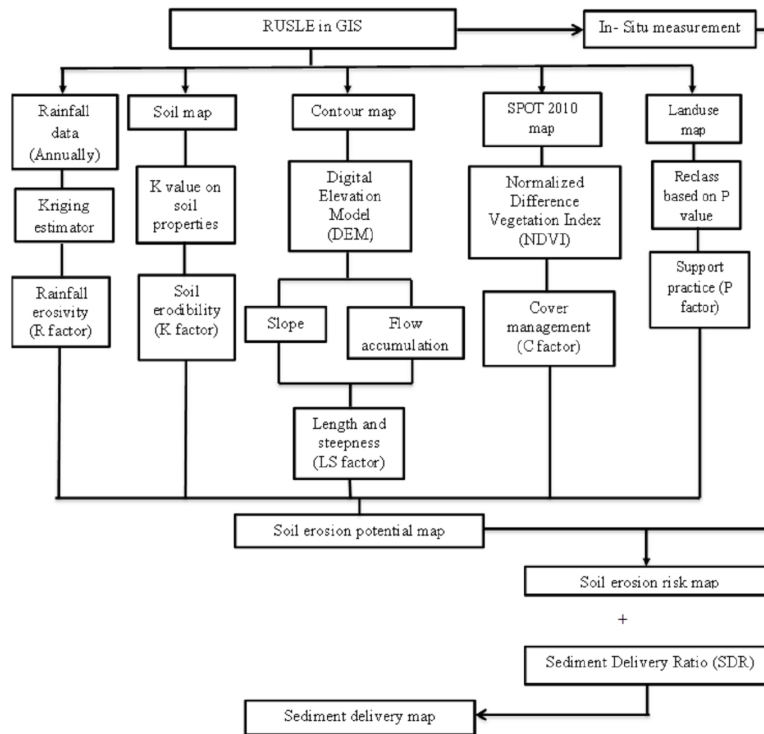 RUSLE in GIS
In- Situ measurement
Rainfall
data
(Annually)
Soil map
Contour map
SPOT 2010
map
Landuse
map
K value on
soil
properties
Digital
Elevation
Model
(DEM)
Normalized
Difference
Vegetation Index
(NDVI)
Reclass
based on P
value
Kriging
estimator
Rainfall
erosivity
(R factor)
Soil
erodibility
(K factor)
Slope
Flow
accumulation
Cover
management
(C factor)
Support
practice (P
factor)
Length and
steepness
(LS factor)
Soil erosion potential map
Soil erosion risk map
+
Sediment Delivery Ratio (SDR)
Sediment delivery map